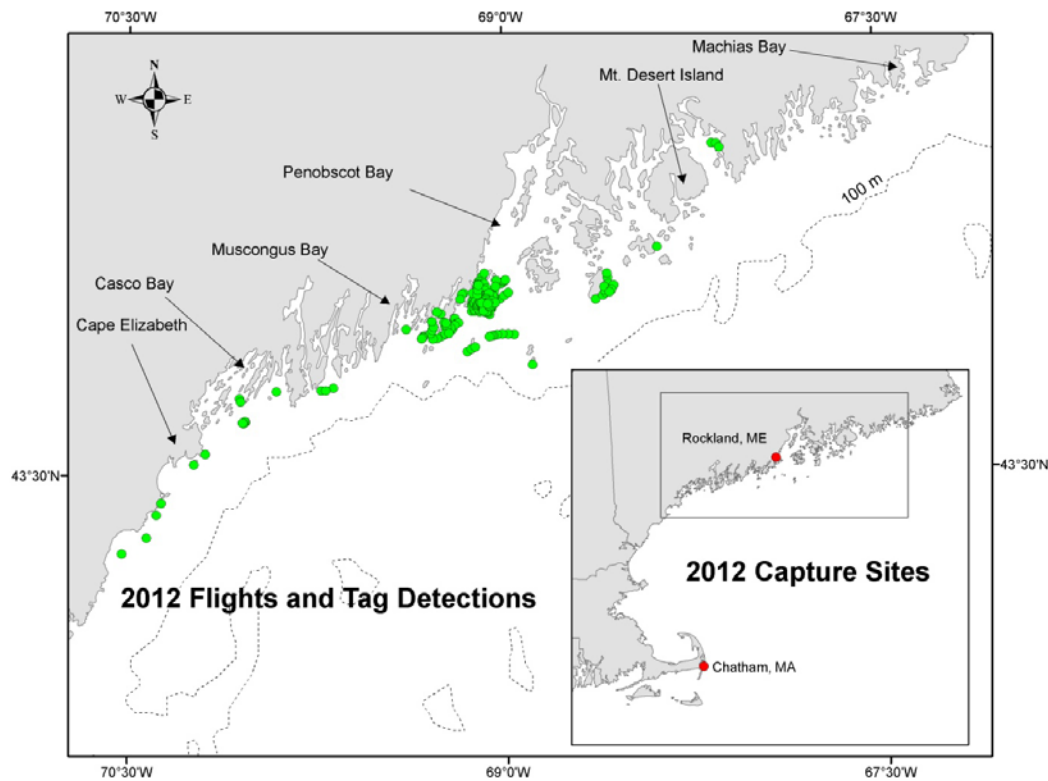 70°30'W 69°0'W 67°30'W
Machias Bay
Mt. Desert Island
N
W E
S
Penobscot Bay
100 m
Muscongus Bay
Casco Bay
Cape Elizabeth
Rockland, ME
43°30'N 43°30'N
2012 Capture Sites
2012 Flights and Tag Detections
Chatham, MA
70°30'W 69°0'W 67°30'W